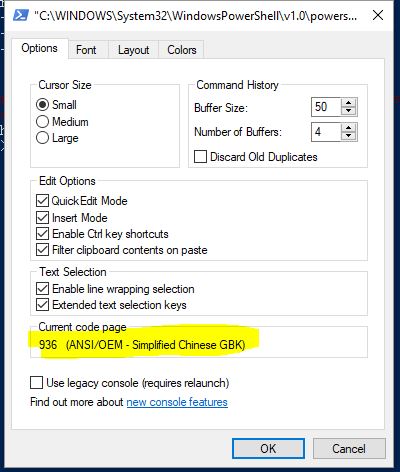 "C:\WINDOWS\System32\WindowsPowerShell\v1.0\powers...
Options Font Layout Colors
Cursor Size
Small
Medium
Large
Command History
Buffer Size: 50
Number of Buffers: 4
Discard Old Duplicates
Edit Options
QuickEdit Mode
Insert Mode
Enable Ctrl key shortcuts
Filter clipboard contents on paste
Text Selection
Enable line wrapping selection
Extended text selection keys
Current code page
936 (ANSI/OEM - Simplified Chinese GBK)
Use legacy console (requires relaunch)
Find out more about new console features
OK Cancel